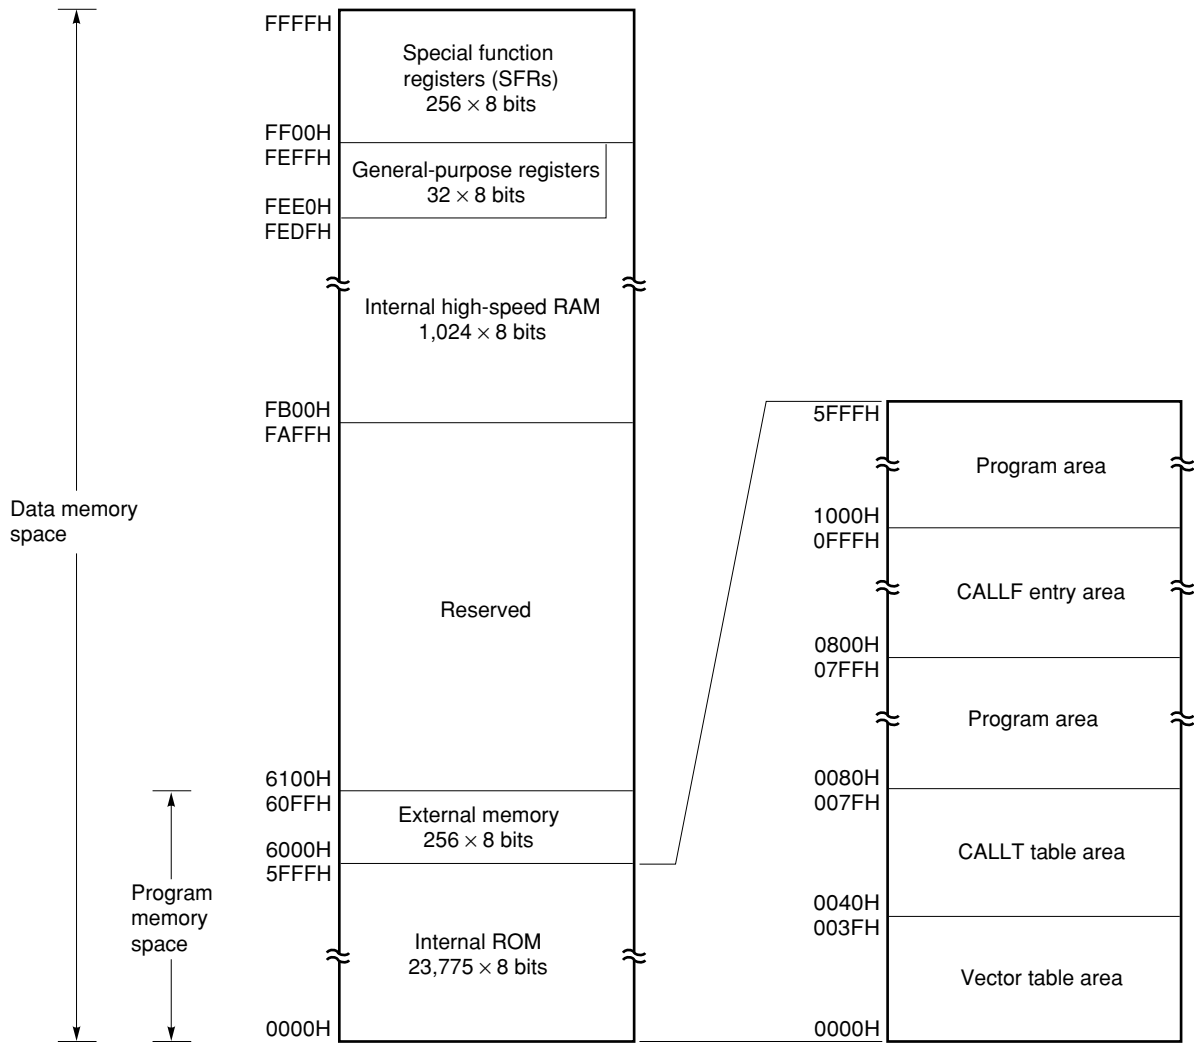 FFFFH
Special function
registers (SFRs)
256 × 8 bits
FF00H
FEFFH
General-purpose registers
32 × 8 bits
FEE0H
FEDFH
Internal high-speed RAM
1,024 × 8 bits
FB00H
FAFFH
Data memory
space
Reserved
6100H
60FFH
External memory
256 × 8 bits
6000H
5FFFH
Program
memory
space
Internal ROM
23,775 × 8 bits
0000H
5FFFH
Program area
1000H
0FFFH
CALLF entry area
0800H
07FFH
Program area
0080H
007FH
CALLT table area
0040H
003FH
Vector table area
0000H